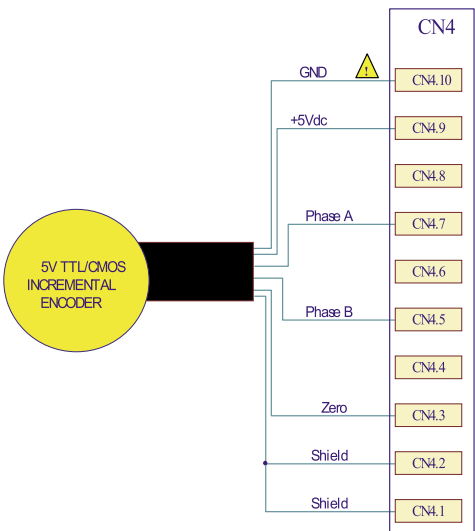 CN4
GND
!
CN4.10
+5Vdc
CN4.9
CN4.8
Phase A
CN4.7
5V TTL/CMOS
INCREMENTAL
ENCODER
CN4.6
Phase B
CN4.5
CN4.4
Zero
CN4.3
Shield
CN4.2
Shield
CN4.1